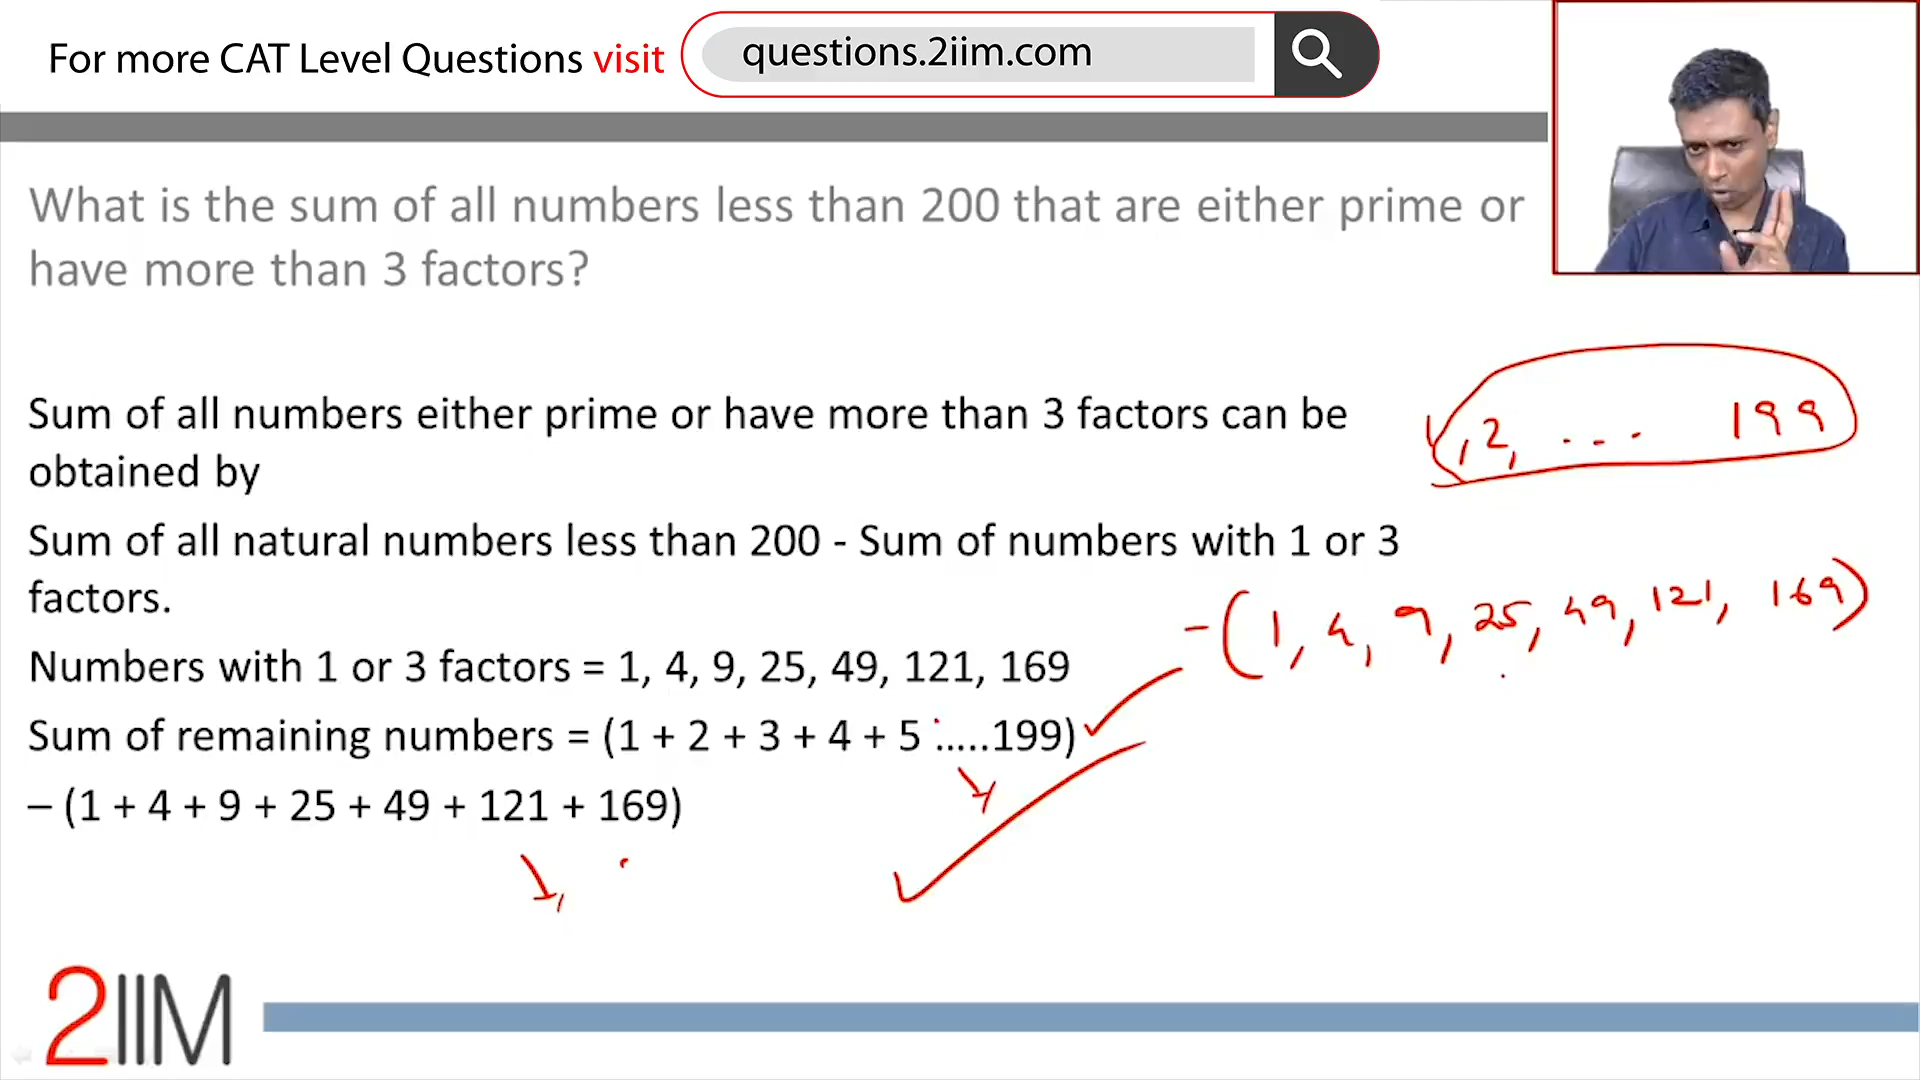 For more CAT Level Questions visit questions.2iim.com
What is the sum of all numbers less than 200 that are either prime or
have more than 3 factors?
Sum of all numbers either prime or have more than 3 factors can be
obtained by
1, 2, ... 199
Sum of all natural numbers less than 200 - Sum of numbers with 1 or 3
factors.
- (1, 4, 9, 25, 49, 121, 169)
Numbers with 1 or 3 factors = 1, 4, 9, 25, 49, 121, 169
Sum of remaining numbers = (1 + 2 + 3 + 4 + 5 .....199)
– (1 + 4 + 9 + 25 + 49 + 121 + 169)
2IIM